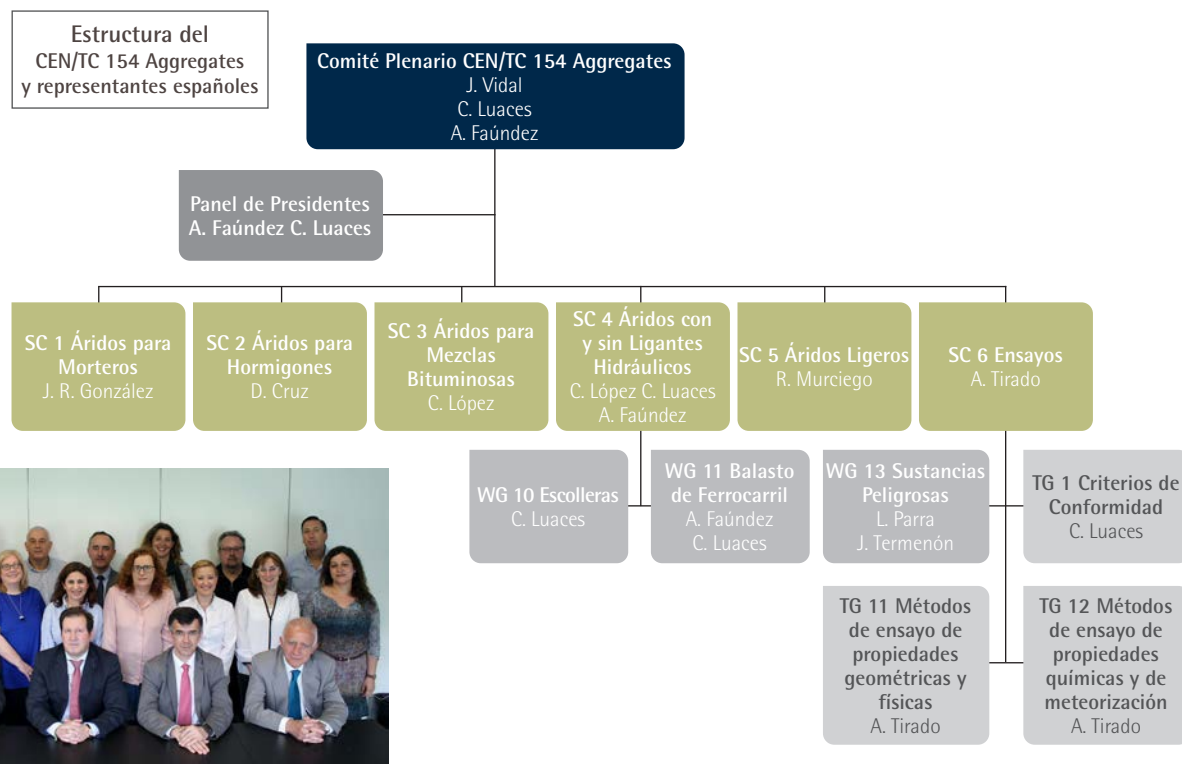 Estructura del
CEN/TC 154 Aggregates
y representantes españoles
Comité Plenario CEN/TC 154 Aggregates
J. Vidal
C. Luaces
A. Faúndez
Panel de Presidentes
A. Faúndez C. Luaces
SC 1 Áridos para
Morteros
J. R. González
SC 2 Áridos para
Hormigones
D. Cruz
SC 3 Áridos para
Mezclas
Bituminosas
C. López
SC 4 Áridos con
y sin Ligantes
Hidráulicos
C. López C. Luaces
A. Faúndez
SC 5 Áridos Ligeros
R. Murciego
SC 6 Ensayos
A. Tirado
WG 10 Escolleras
C. Luaces
WG 11 Balasto
de Ferrocarril
A. Faúndez
C. Luaces
WG 13 Sustancias
Peligrosas
L. Parra
J. Termenón
TG 1 Criterios de
Conformidad
C. Luaces
TG 11 Métodos
de ensayo de
propiedades
geométricas y
físicas
A. Tirado
TG 12 Métodos
de ensayo de
propiedades
químicas y de
meteorización
A. Tirado